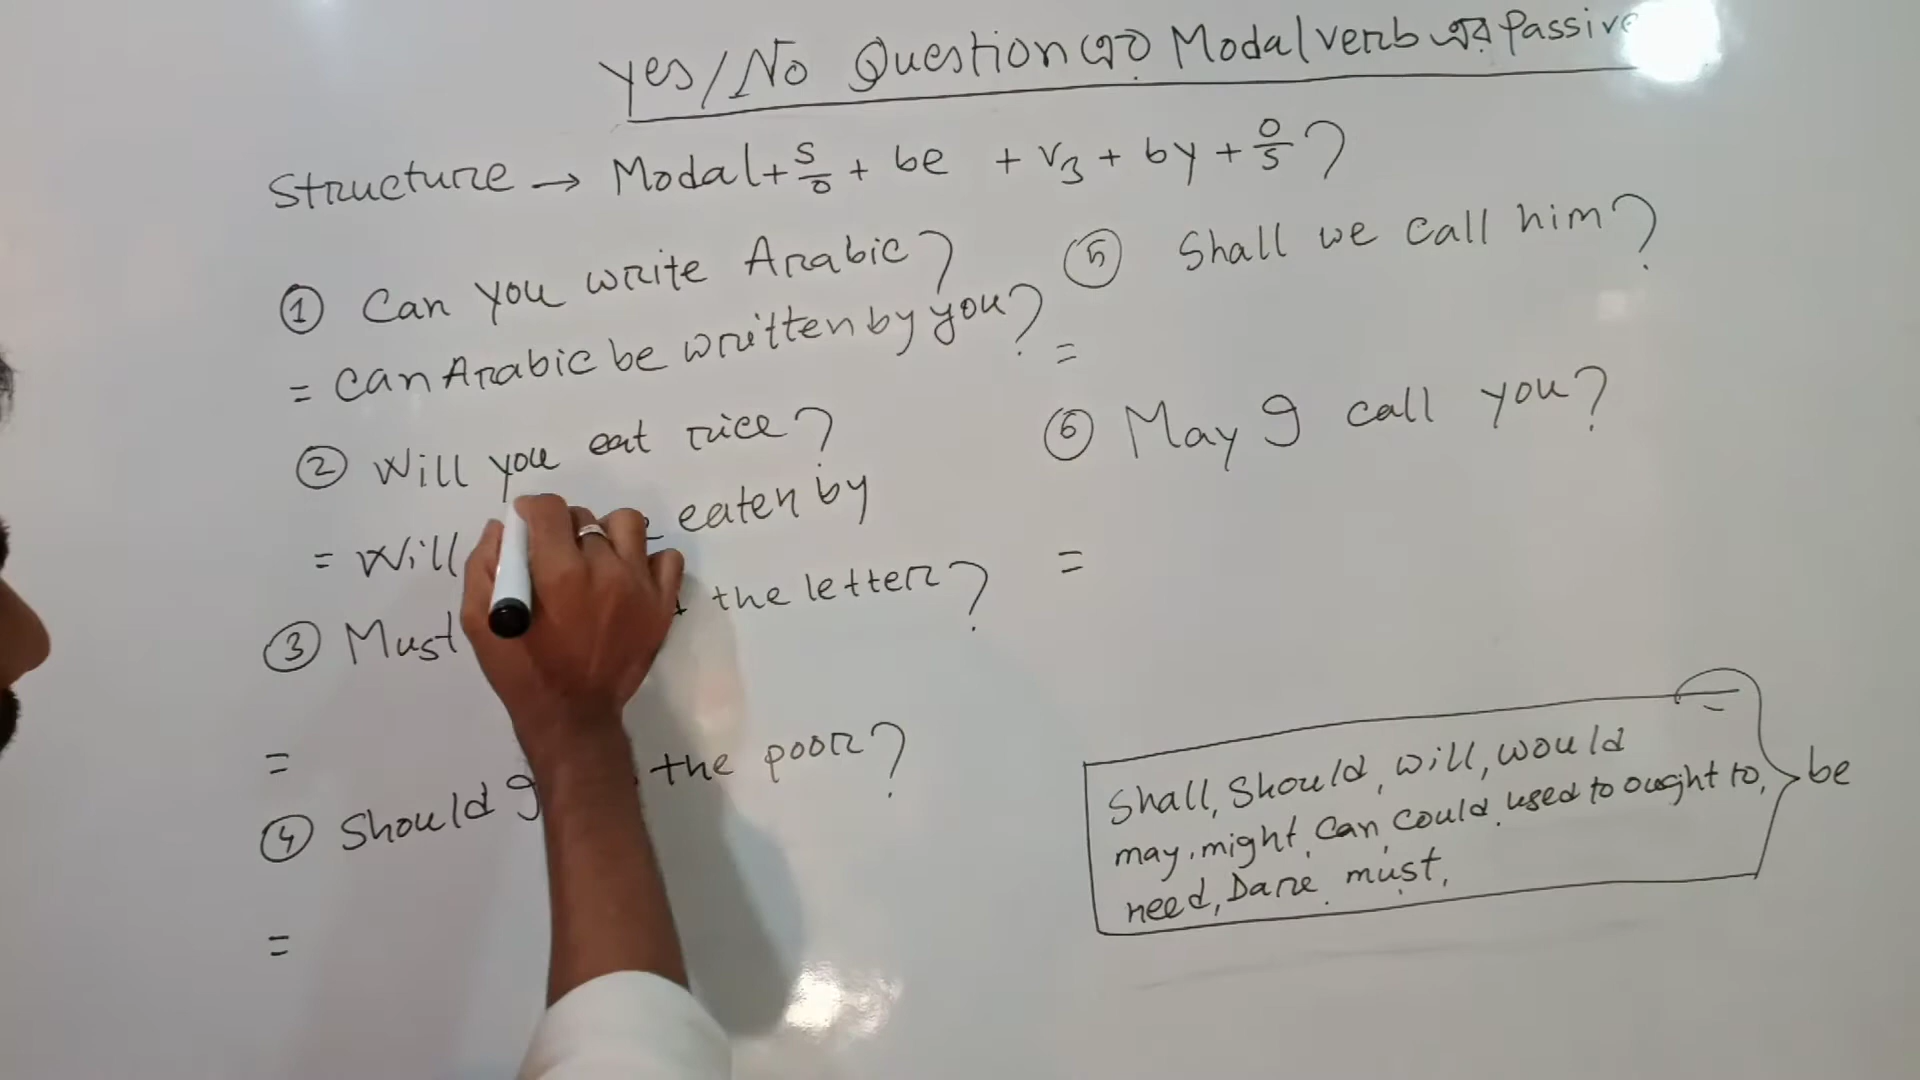 Yes/No Question এর Modal verb এর Passive
Structure → Modal + S/O + be + V3 + by + O/S ?
① Can you write Arabic?
= Can Arabic be written by you?
② Will you eat rice?
= Will eaten by
③ Must the letter?
=
④ Should I the poor?
=
⑤ Shall we call him?
=
⑥ May I call you?
=
Shall, Should, will, would
may, might, Can, Could, used to ought to,
need, Dare, must,
be